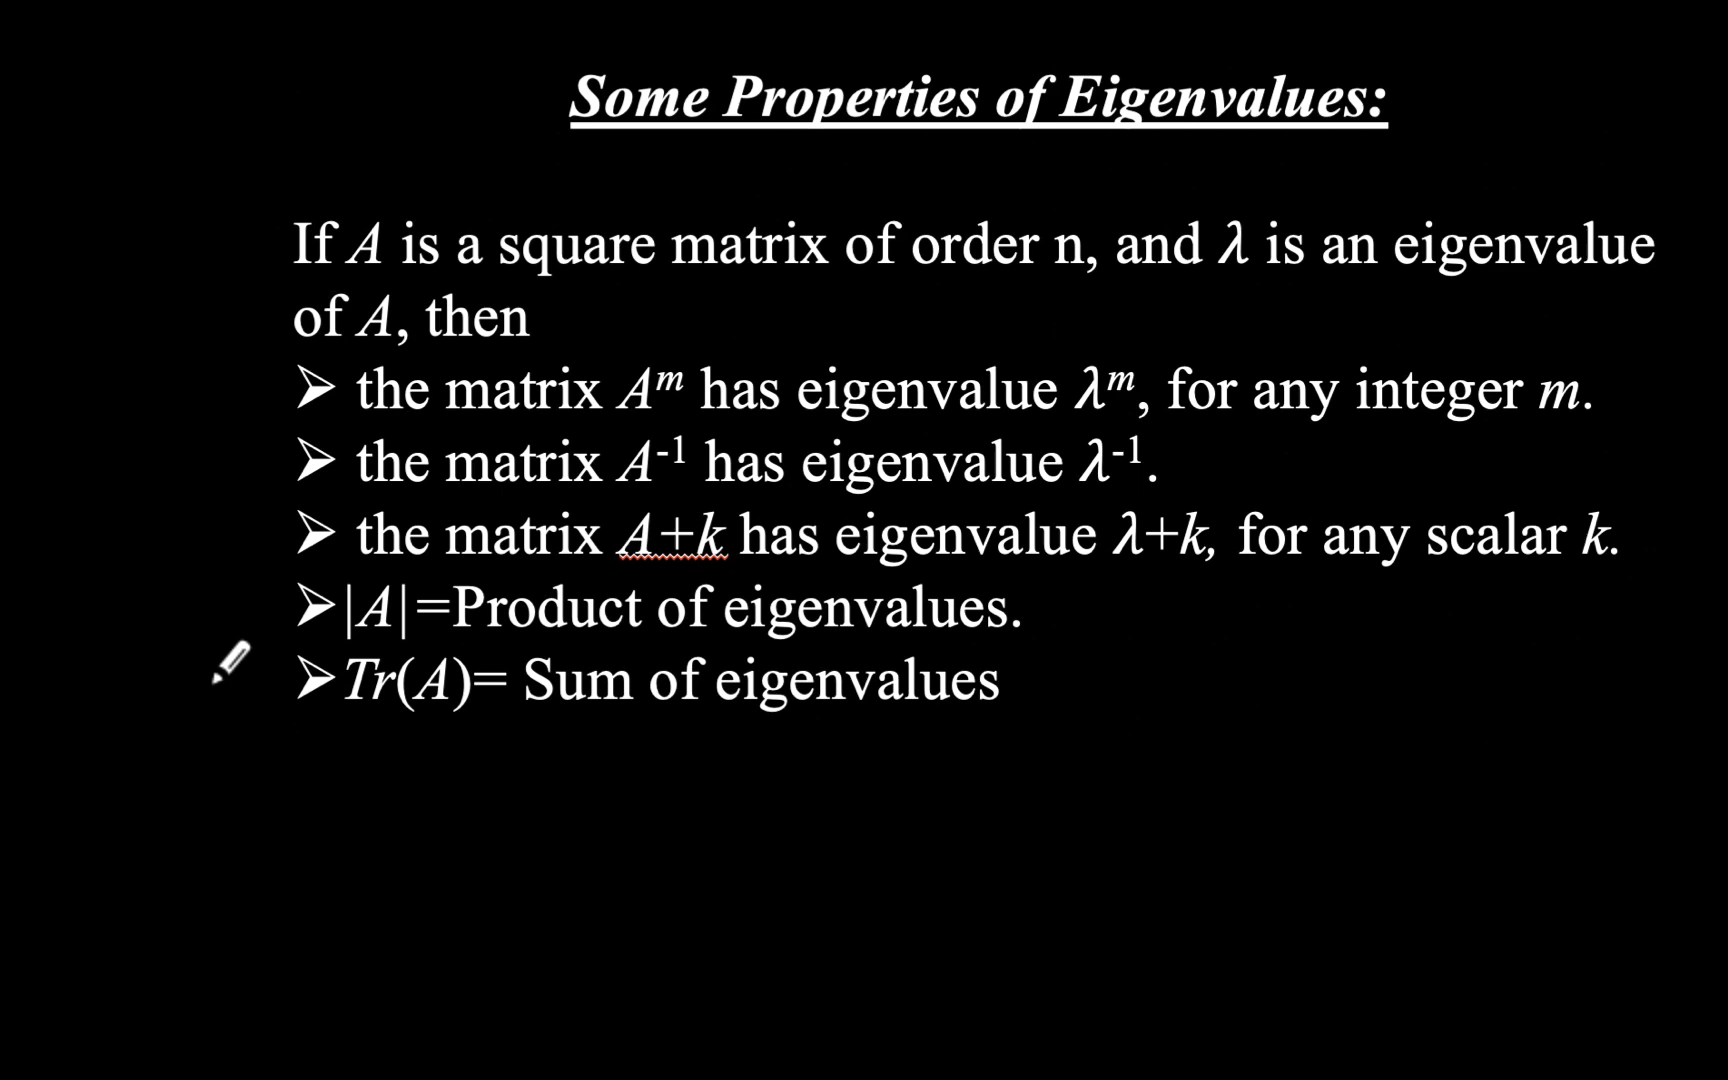 Some Properties of Eigenvalues:
If A is a square matrix of order n, and λ is an eigenvalue
of A, then
➢ the matrix Aᵐ has eigenvalue λᵐ, for any integer m.
➢ the matrix A⁻¹ has eigenvalue λ⁻¹.
➢ the matrix A+k has eigenvalue λ+k, for any scalar k.
➢|A|=Product of eigenvalues.
➢Tr(A)= Sum of eigenvalues